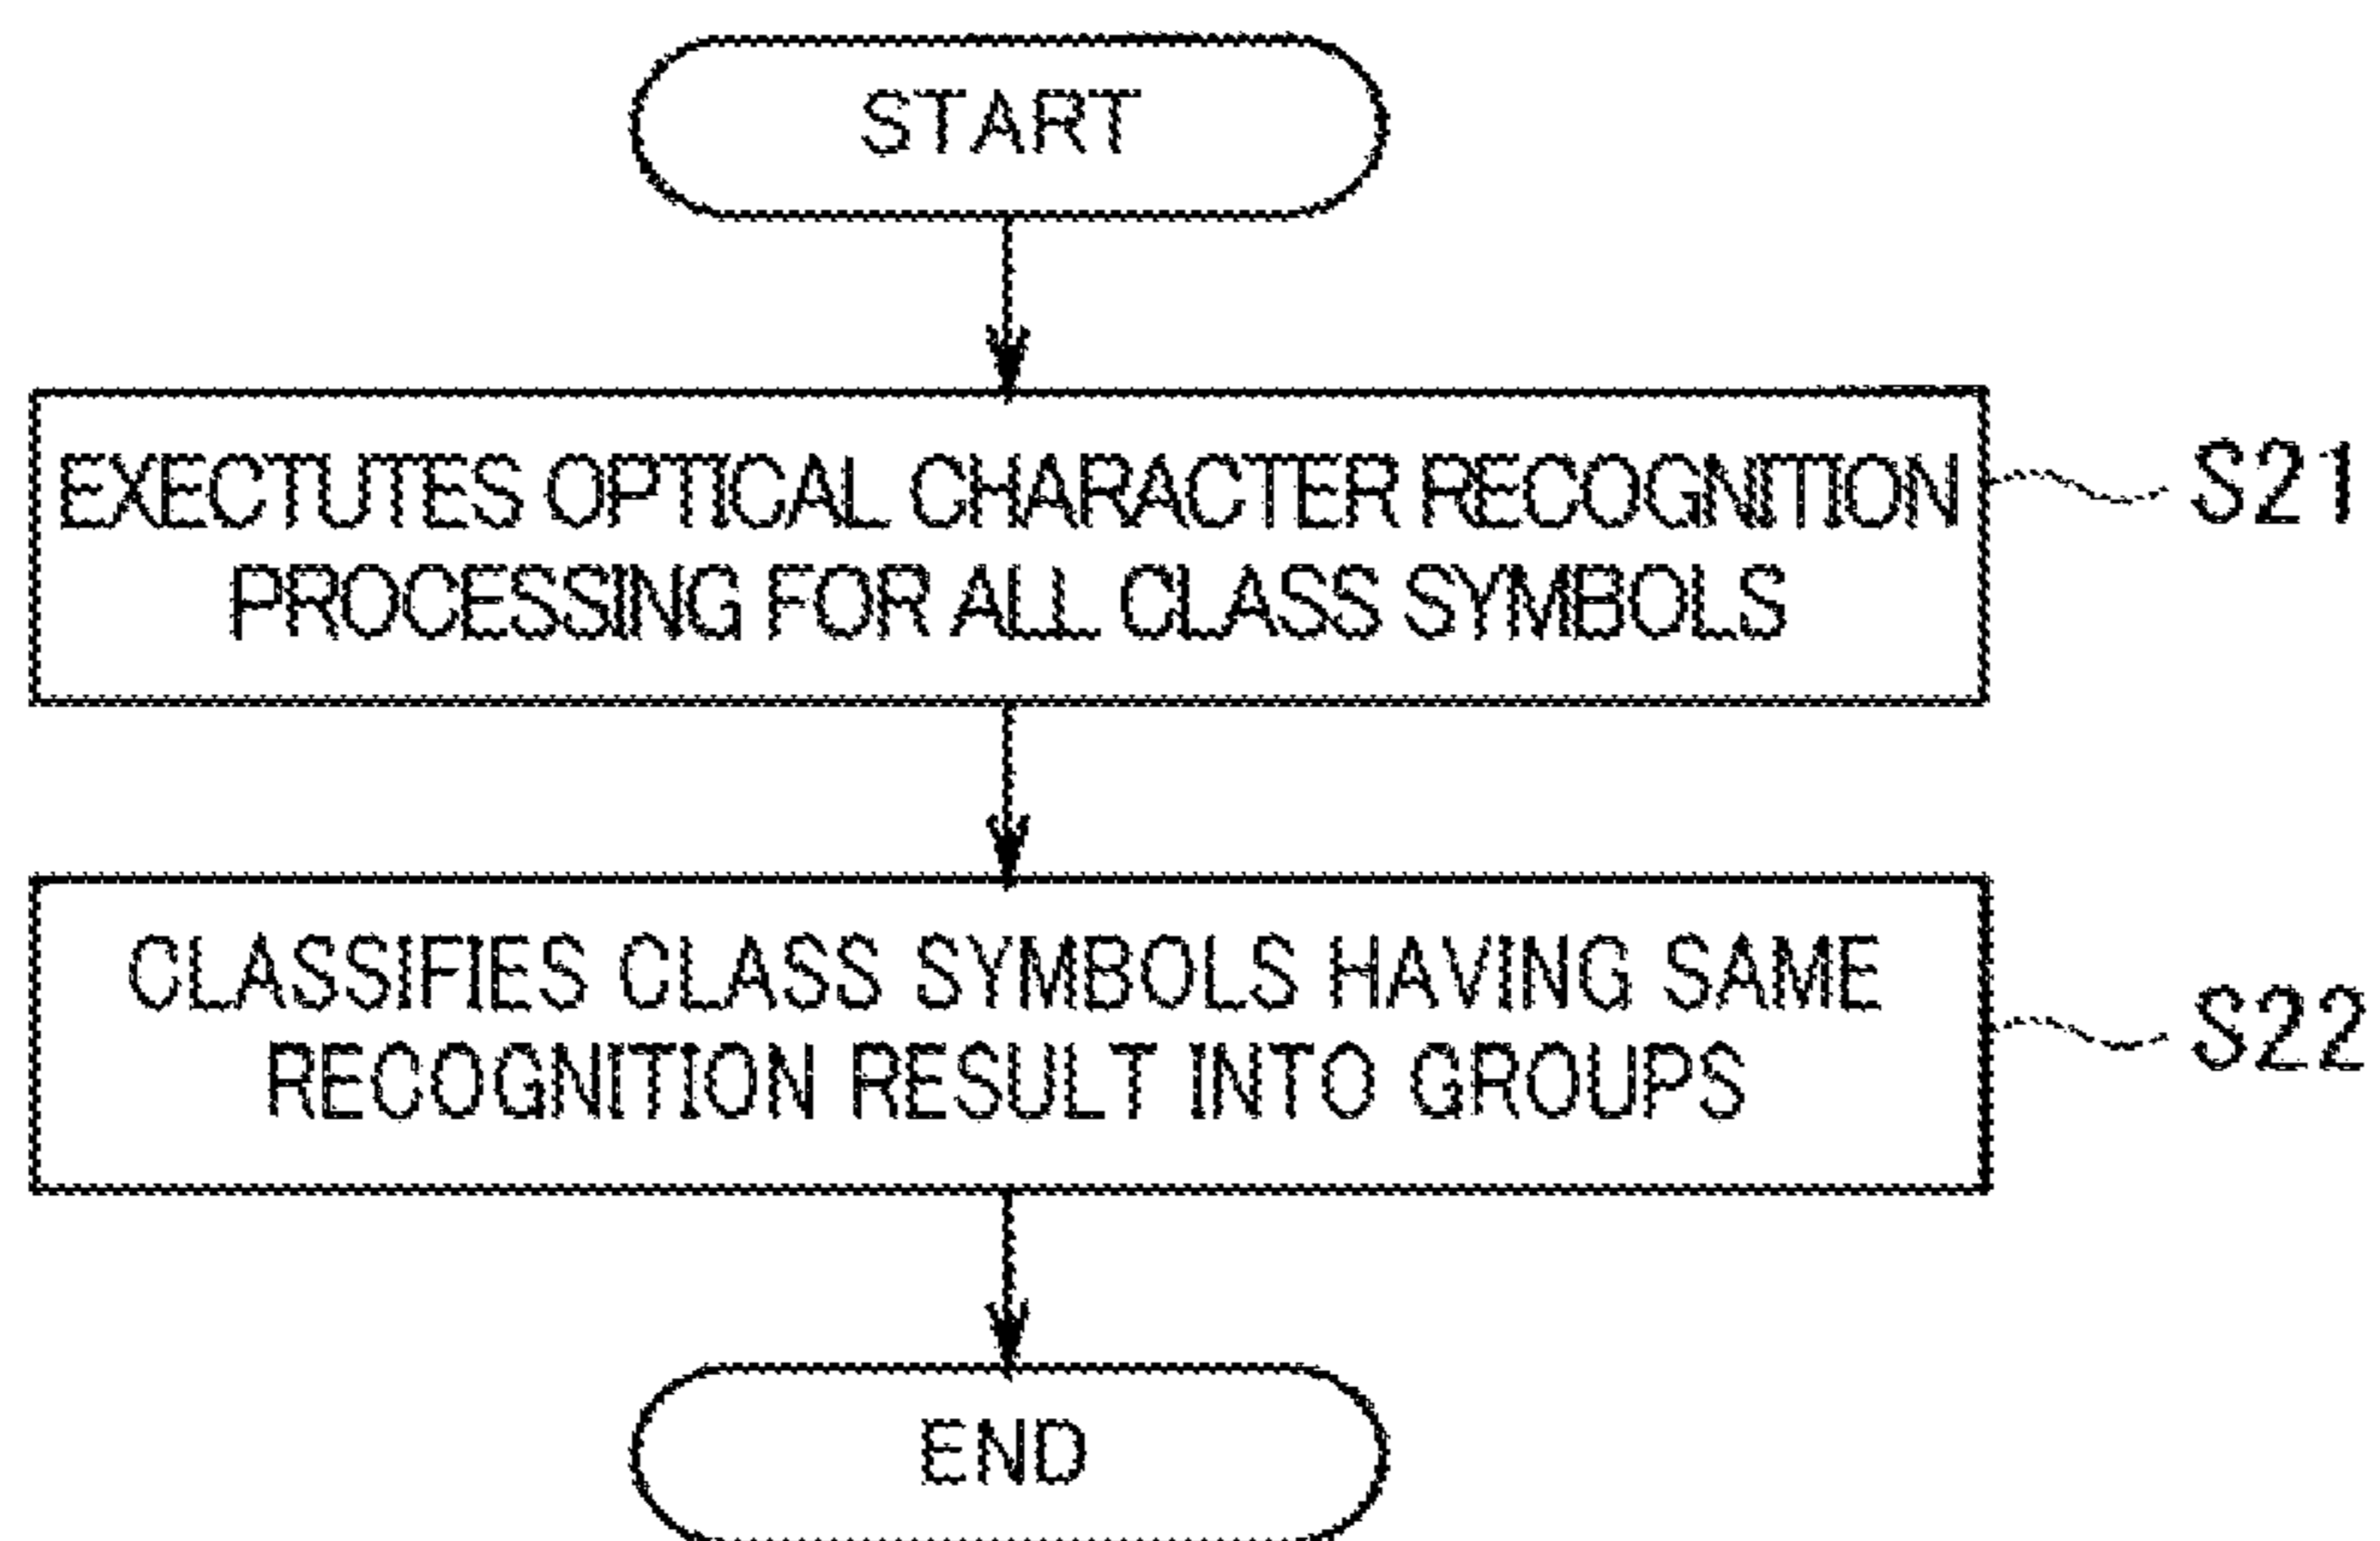 START
EXECTUTES OPTICAL CHARACTER RECOGNITION
PROCESSING FOR ALL CLASS SYMBOLS
S21
CLASSIFIES CLASS SYMBOLS HAVING SAME
RECOGNITION RESULT INTO GROUPS
S22
END